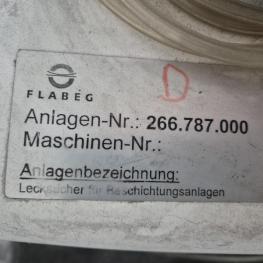 D
FLABEG
Anlagen-Nr.: 266.787.000
Maschinen-Nr.:
Anlagenbezeichnung:
Lecksucher für Beschichtungsanlagen